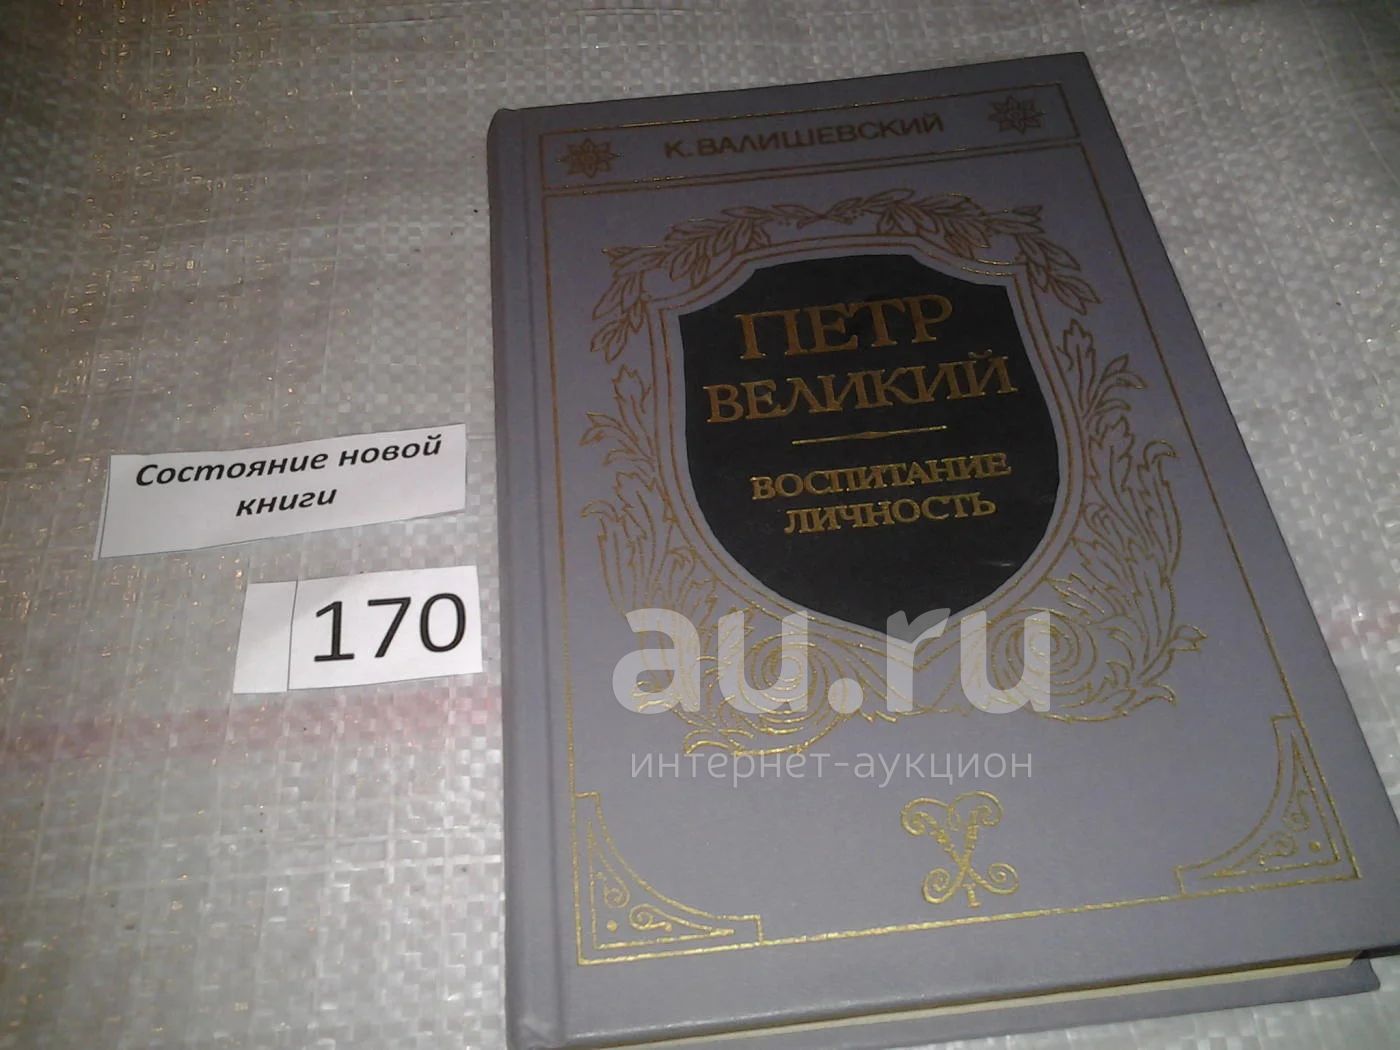 К. ВАЛИШЕВСКИЙ
ПЕТР
ВЕЛИКИЙ
ВОСПИТАНИЕ
ЛИЧНОСТЬ
Состояние новой
книги
170
au.ru
интернет-аукцион